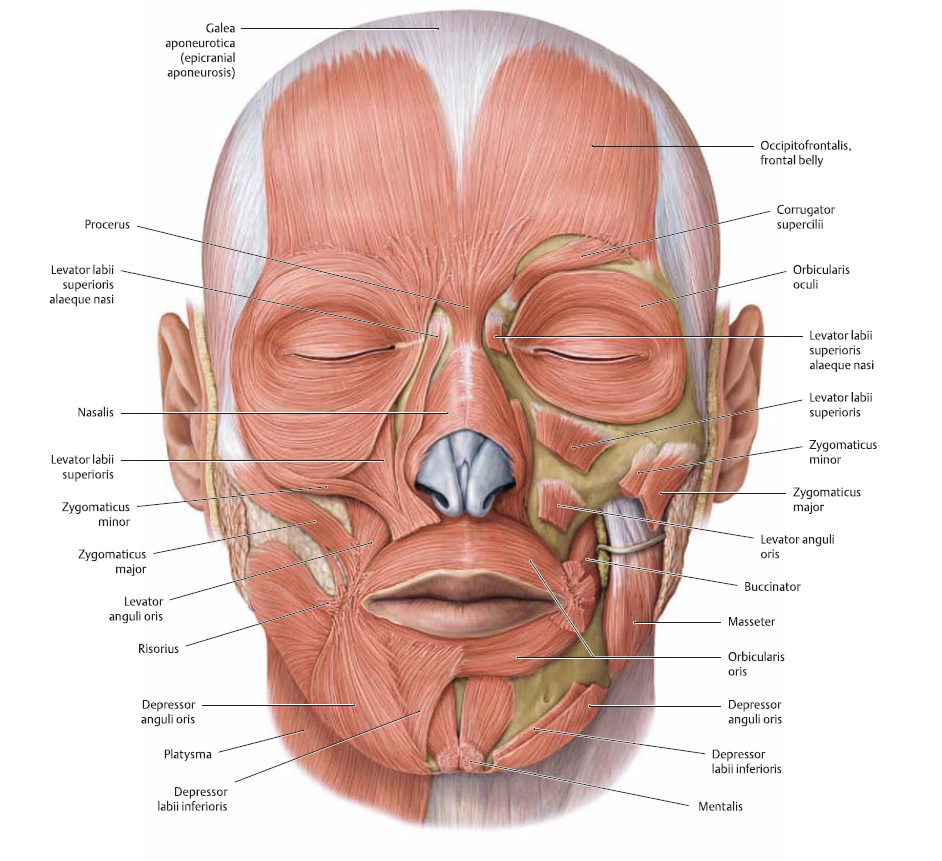 Galea
aponeurotica
(epicranial
aponeurosis)
Procerus
Levator labii
superioris
alaeque nasi
Nasalis
Levator labii
superioris
Zygomaticus
minor
Zygomaticus
major
Levator
anguli oris
Risorius
Depressor
anguli oris
Platysma
Depressor
labii inferioris
Occipitofrontalis,
frontal belly
Corrugator
supercilii
Orbicularis
oculi
Levator labii
superioris
alaeque nasi
Levator labii
superioris
Zygomaticus
minor
Zygomaticus
major
Levator anguli
oris
Buccinator
Masseter
Orbicularis
oris
Depressor
anguli oris
Depressor
labii inferioris
Mentalis